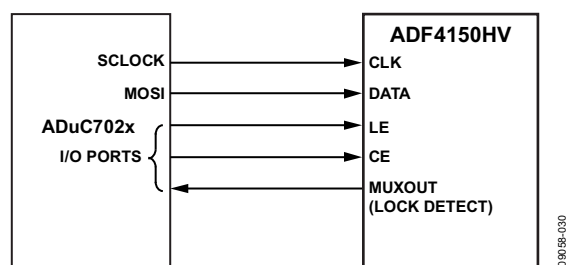 ADF4150HV
SCLOCK
CLK
MOSI
DATA
ADuC702x
LE
I/O PORTS
CE
MUXOUT
(LOCK DETECT)
09058-030